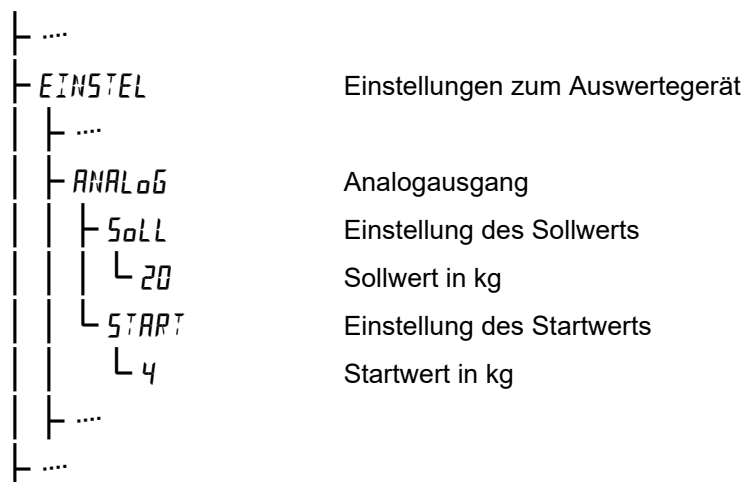 ....
EINSTEL Einstellungen zum Auswertegerät
....
ANALoG Analogausgang
SoLL Einstellung des Sollwerts
20 Sollwert in kg
START Einstellung des Startwerts
4 Startwert in kg
....
....